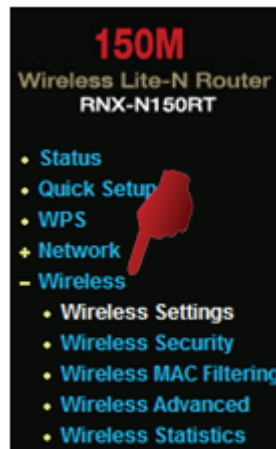 150M
Wireless Lite-N Router
RNX-N150RT
Status
Quick Setup
WPS
Network
Wireless
Wireless Settings
Wireless Security
Wireless MAC Filtering
Wireless Advanced
Wireless Statistics